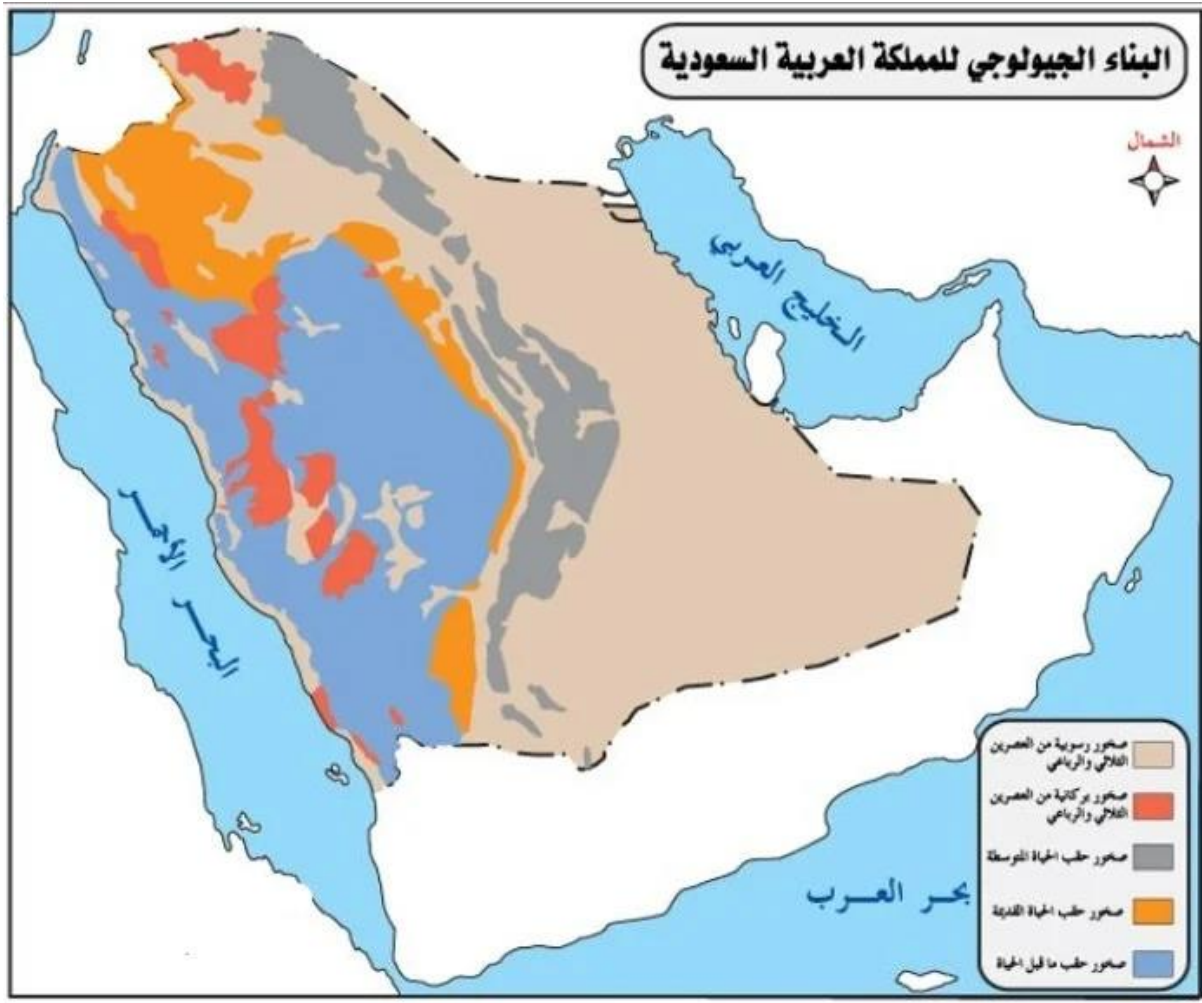 البناء الجيولوجي للمملكة العربية السعودية
الشمال
الخليج العربي
البحر الأحمر
بحر العرب
صخور رسوبية من العصرين
الثلاثي والرباعي
صخور بركانية من العصرين
الثلاثي والرباعي
صخور حقب الحياة المتوسطة
صخور حقب الحياة القديمة
صخور حقب ما قبل الحياة